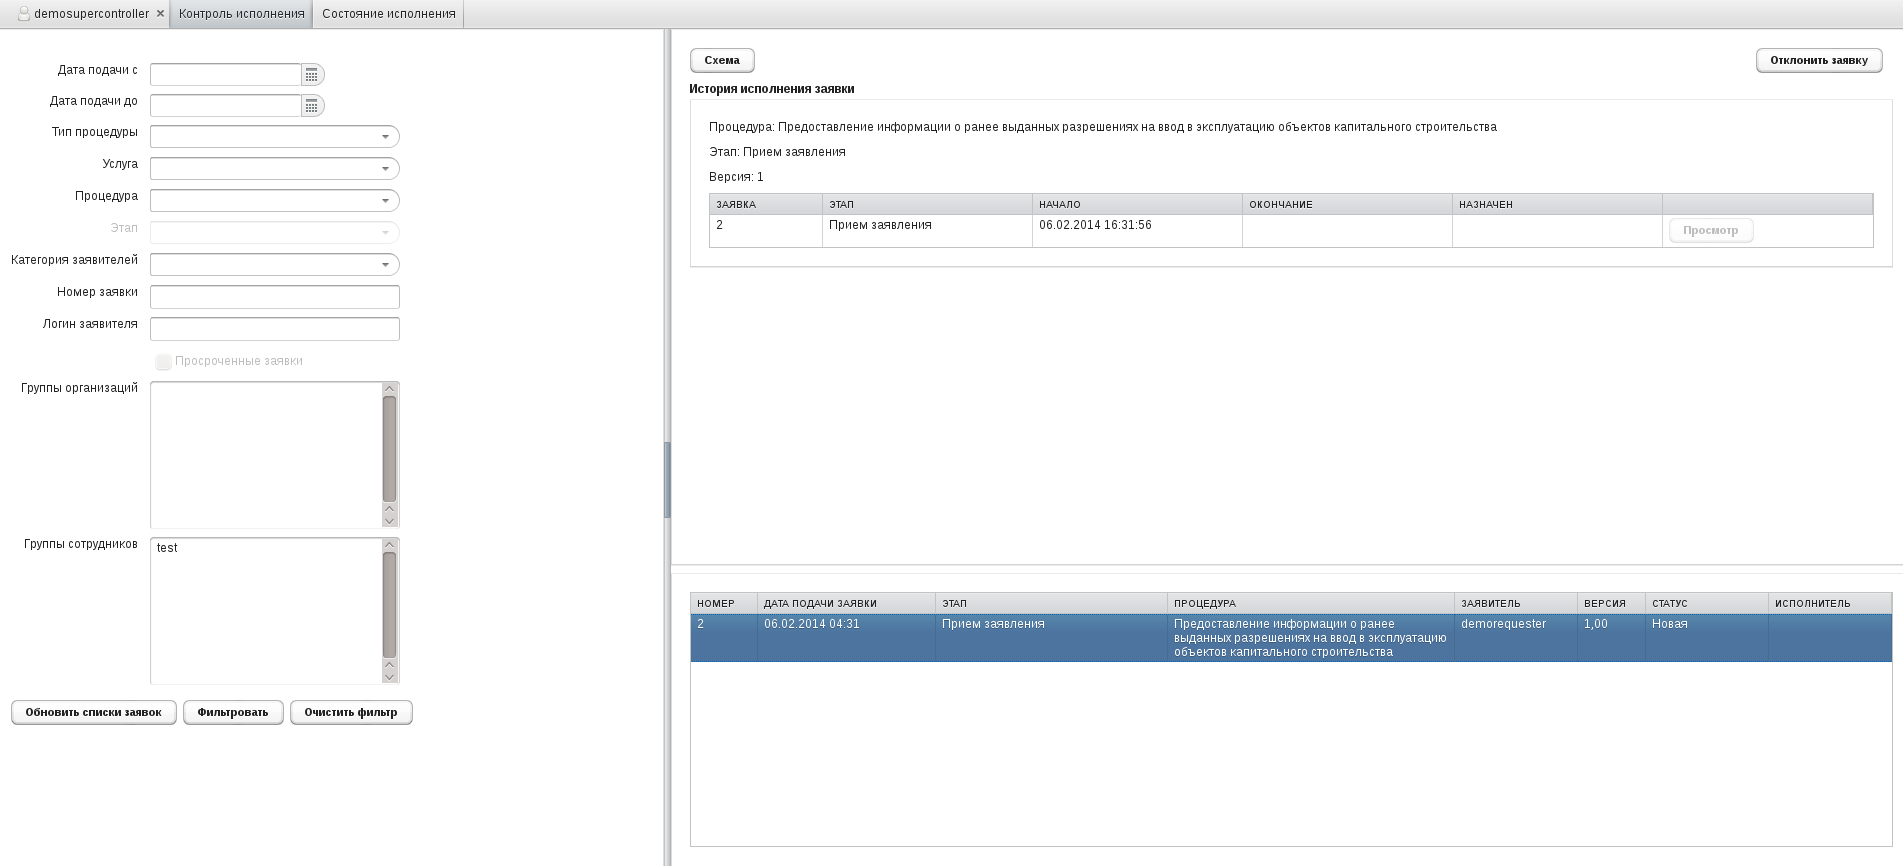 demosupercontroller
Контроль исполнения
Состояние исполнения
Дата подачи с
Дата подачи до
Тип процедуры
Услуга
Процедура
Этап
Категория заявителей
Номер заявки
Логин заявителя
Просроченные заявки
Группы организаций
Группы сотрудников
test
Обновить списки заявок
Фильтровать
Очистить фильтр
Схема
Отклонить заявку
История исполнения заявки
Процедура: Предоставление информации о ранее выданных разрешениях на ввод в эксплуатацию объектов капитального строительства
Этап: Прием заявления
Версия: 1
ЗАЯВКА ЭТАП НАЧАЛО ОКОНЧАНИЕ НАЗНАЧЕН
2 Прием заявления 06.02.2014 16:31:56 Просмотр
НОМЕР ДАТА ПОДАЧИ ЗАЯВКИ ЭТАП ПРОЦЕДУРА ЗАЯВИТЕЛЬ ВЕРСИЯ СТАТУС ИСПОЛНИТЕЛЬ
2 06.02.2014 04:31 Прием заявления Предоставление информации о ранее demorequester 1,00 Новая
выданных разрешениях на ввод в эксплуатацию
объектов капитального строительства